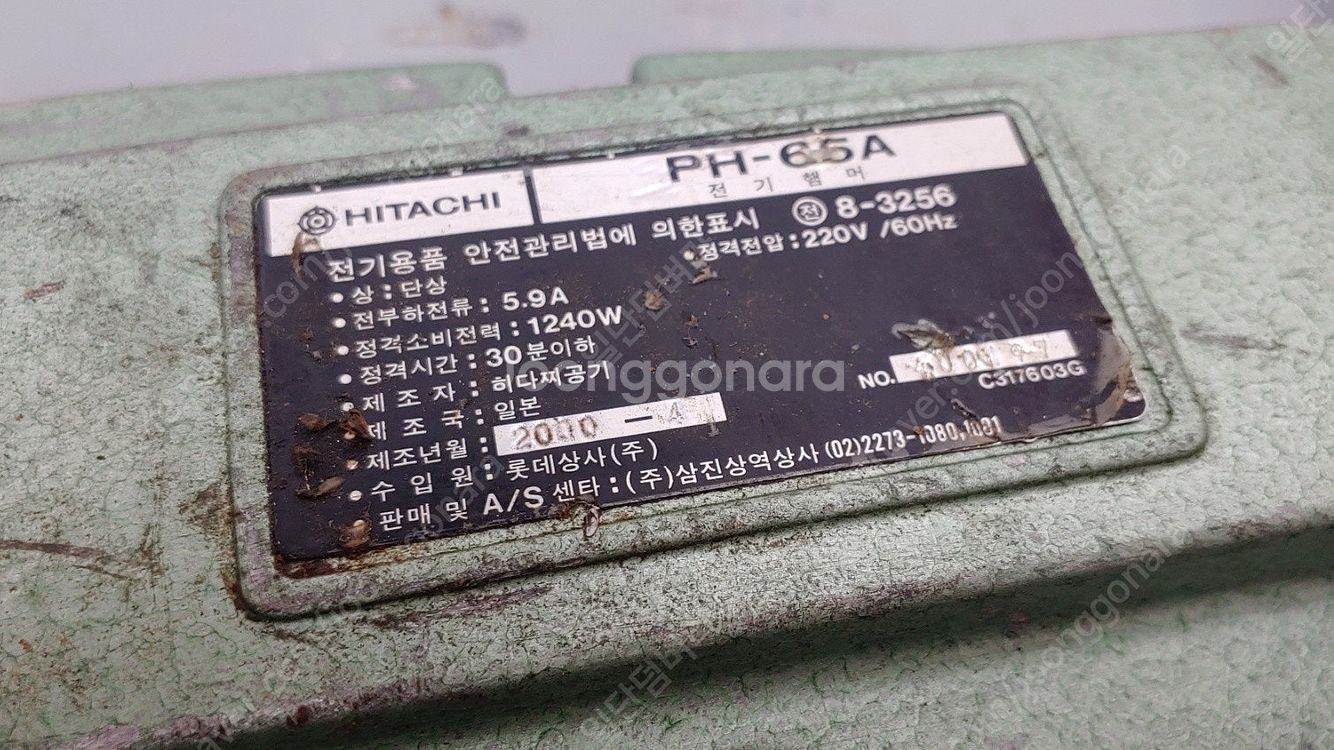 HITACHI
PH-65A
전기햄머
전기용품 안전관리법에 의한표시 전 8-3256
•상:단상 •정격전압:220V/60Hz
•전부하전류:5.9A
•정격소비전력:1240W
•정격시간:30분이하
•제조자:히다찌공기
•제조국:일본
NO.
C317603G
•제조년월:2000-4
•수입원:롯데상사(주)
•판매 및 A/S 센타:(주)삼진상역상사 (02)2273-1080,1081
joonggonara